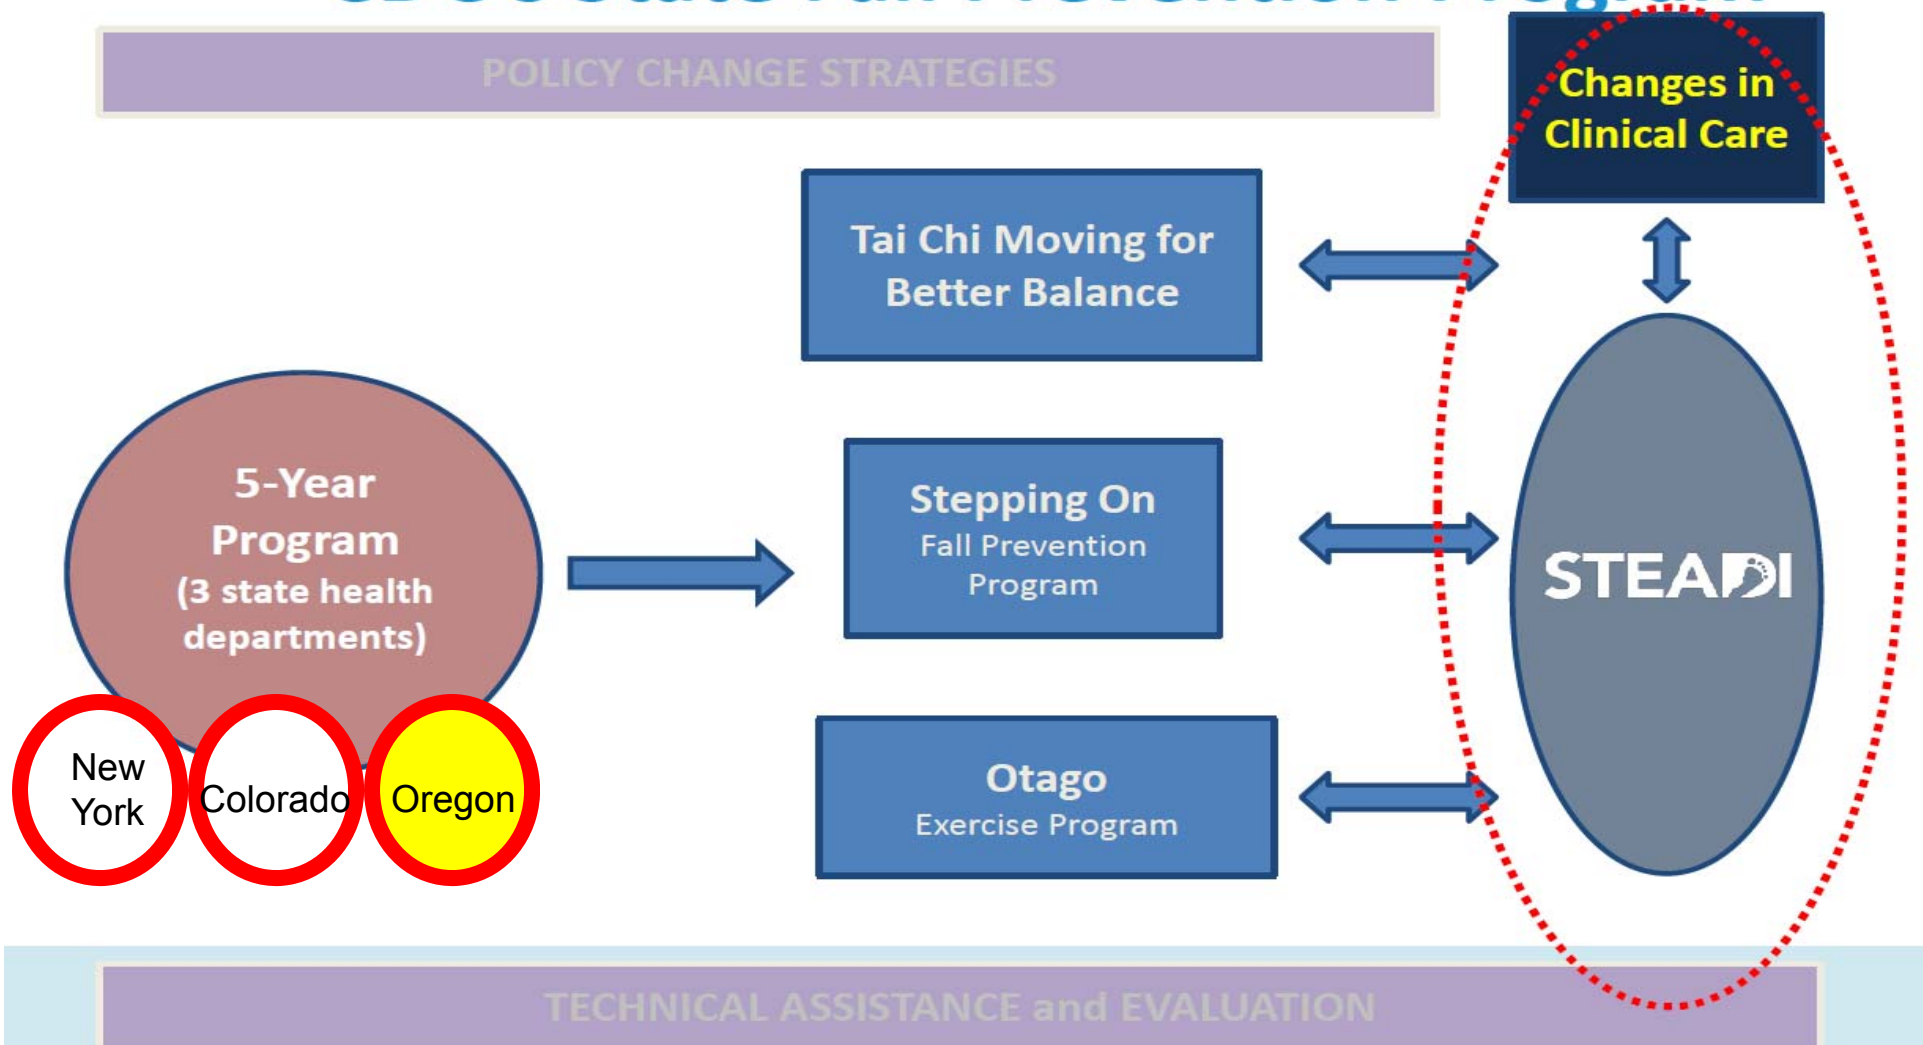 Program
POLICY CHANGE STRATEGIES
Changes in
Clinical Care
Tai Chi Moving for
Better Balance
5-Year
Program
(3 state health
departments)
Stepping On
Fall Prevention
Program
STEADI
New
York
Colorado
Oregon
Otago
Exercise Program
TECHNICAL ASSISTANCE and EVALUATION